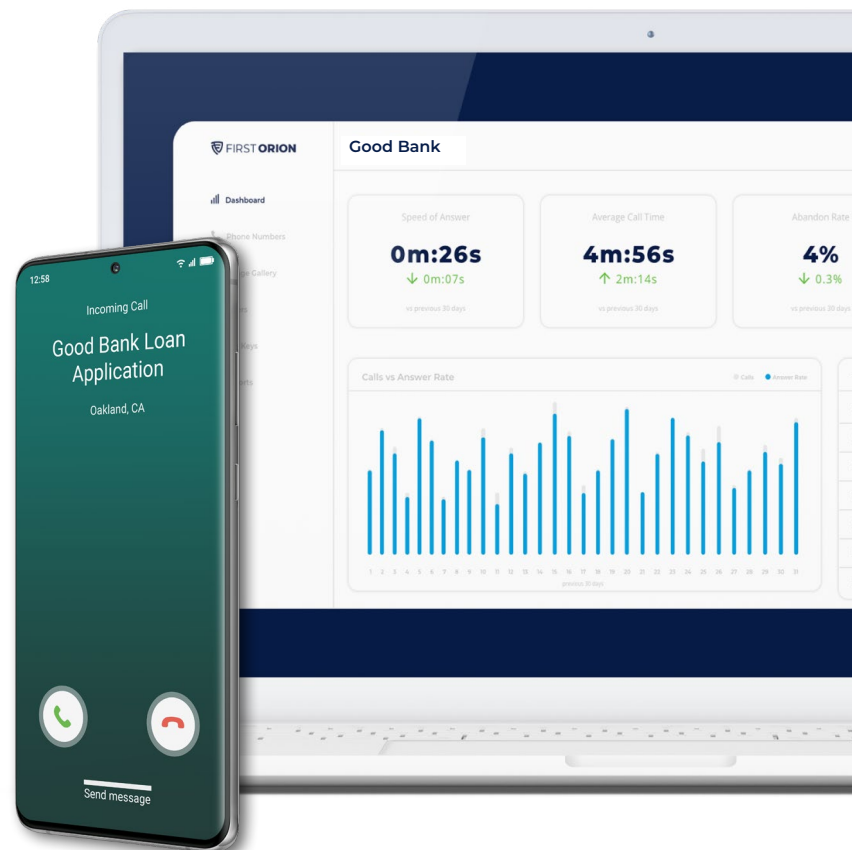 FIRST ORION
Good Bank
Dashboard
Phone Numbers
Gallery
Keys
Speed of Answer
0m:26s
0m:07s
vs previous 30 days
Average Call Time
4m:56s
2m:14s
vs previous 30 days
Abandon Rate
4%
0.3%
vs previous 30 days
Calls vs Answer Rate
Calls
Answer Rate
1 2 3 4 5 6 7 8 9 10 11 12 13 14 15 16 17 18 19 20 21 22 23 24 25 26 27 28 29 30 31
previous 31 days
12:58
Incoming Call
Good Bank Loan
Application
Oakland, CA
Send message